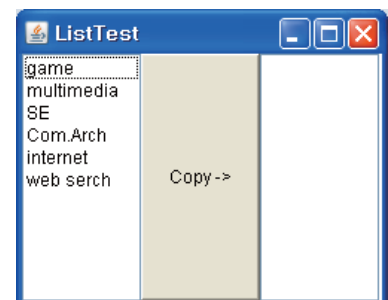 ListTest
game
multimedia
SE
Com.Arch
internet
web serch
Copy->